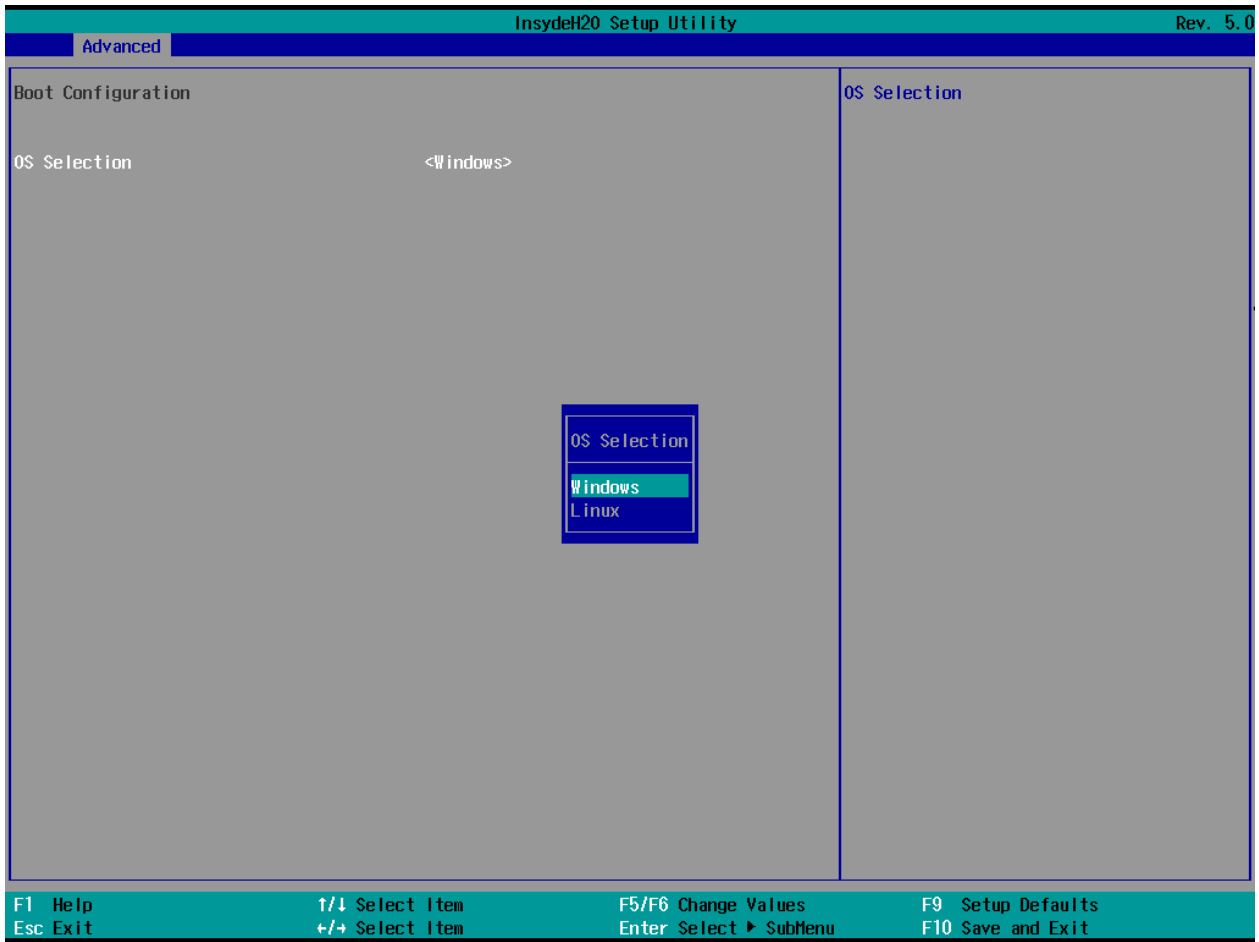 InsydeH20 Setup Utility Rev. 5.0
Advanced
Boot Configuration
OS Selection <Windows>
OS Selection
OS Selection
Windows
Linux
F1 Help ↑/↓ Select Item F5/F6 Change Values F9 Setup Defaults
Esc Exit ←/→ Select Item Enter Select ▶ SubMenu F10 Save and Exit